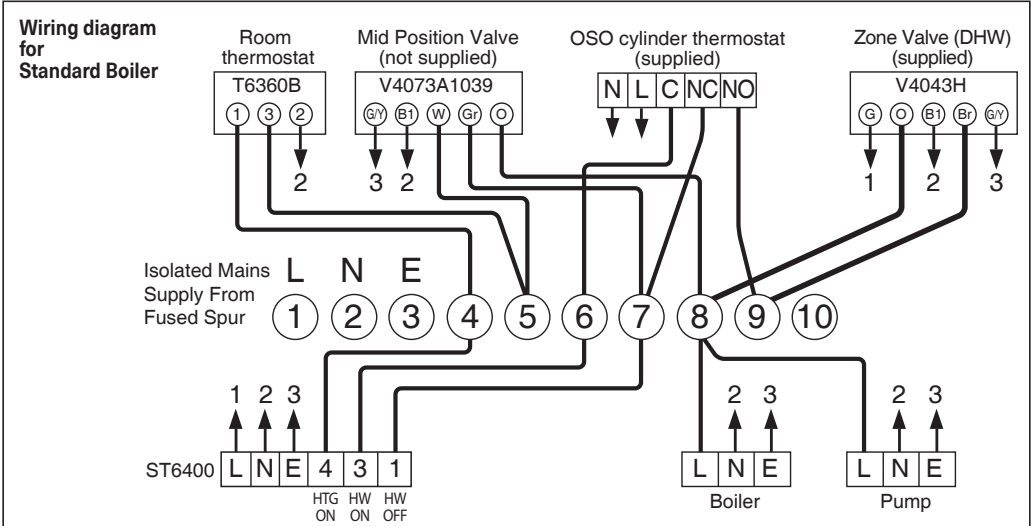 Wiring diagram
for
Standard Boiler
Room
thermostat
T6360B
1 3 2
2
Mid Position Valve
(not supplied)
V4073A1039
G/Y B1 W Gr O
3 2
OSO cylinder thermostat
(supplied)
N L C NC NO
Zone Valve (DHW)
(supplied)
V4043H
G O B1 Br G/Y
1 2 3
Isolated Mains
Supply From
Fused Spur
L N E
1 2 3 4 5 6 7 8 9 10
1 2 3
ST6400 L N E 4 3 1
HTG ON
HW ON
HW OFF
2 3
L N E
Boiler
2 3
L N E
Pump